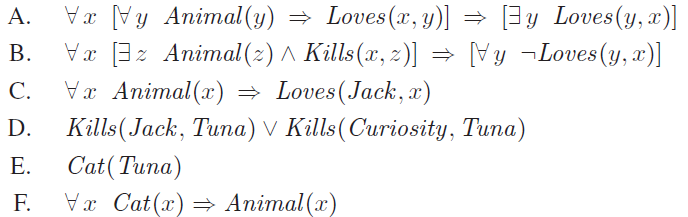 A. ∀ x [∀ y Animal(y) ⇒ Loves(x, y)] ⇒ [∃ y Loves(y, x)]
B. ∀ x [∃ z Animal(z) ∧ Kills(x, z)] ⇒ [∀ y ¬Loves(y, x)]
C. ∀ x Animal(x) ⇒ Loves(Jack, x)
D. Kills(Jack, Tuna) ∨ Kills(Curiosity, Tuna)
E. Cat(Tuna)
F. ∀ x Cat(x) ⇒ Animal(x)